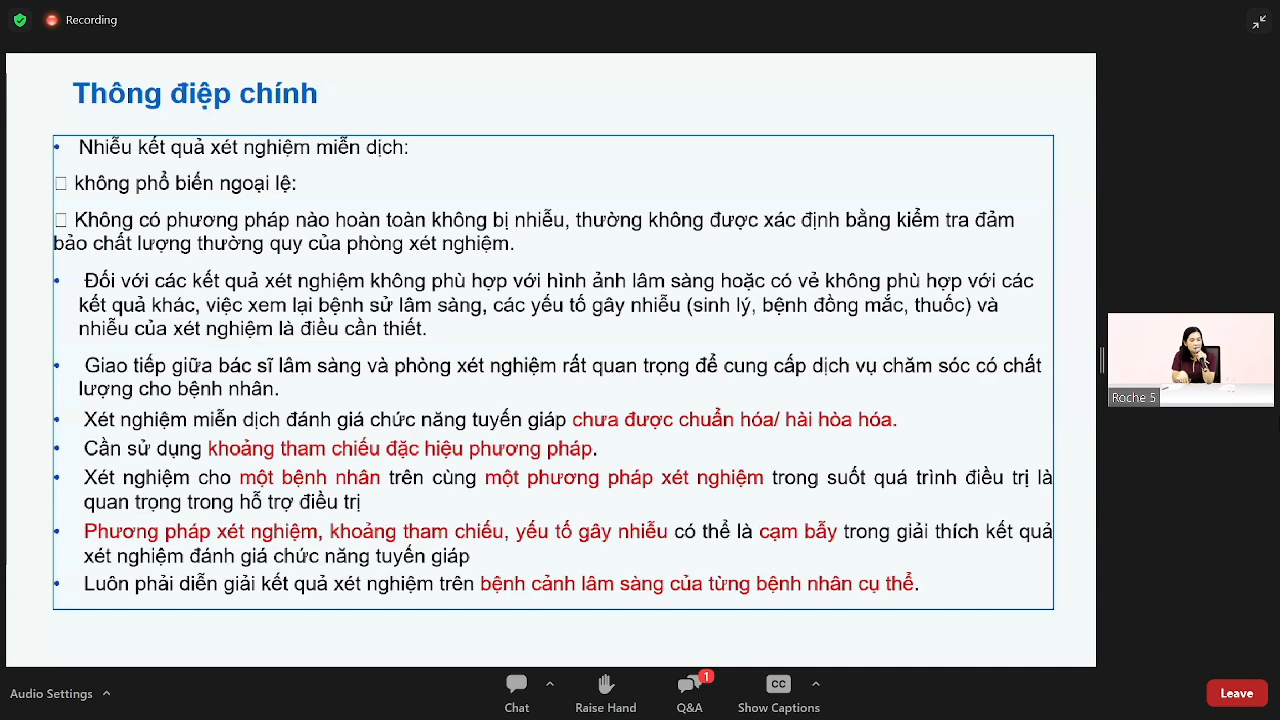 Recording
Thông điệp chính
• Nhiễu kết quả xét nghiệm miễn dịch:
□ không phổ biến ngoại lệ:
□ Không có phương pháp nào hoàn toàn không bị nhiễu, thường không được xác định bằng kiểm tra đảm
bảo chất lượng thường quy của phòng xét nghiệm.
• Đối với các kết quả xét nghiệm không phù hợp với hình ảnh lâm sàng hoặc có vẻ không phù hợp với các
kết quả khác, việc xem lại bệnh sử lâm sàng, các yếu tố gây nhiễu (sinh lý, bệnh đồng mắc, thuốc) và
nhiễu của xét nghiệm là điều cần thiết.
• Giao tiếp giữa bác sĩ lâm sàng và phòng xét nghiệm rất quan trọng để cung cấp dịch vụ chăm sóc có chất
lượng cho bệnh nhân.
• Xét nghiệm miễn dịch đánh giá chức năng tuyến giáp chưa được chuẩn hóa/ hài hòa hóa.
• Cần sử dụng khoảng tham chiếu đặc hiệu phương pháp.
• Xét nghiệm cho một bệnh nhân trên cùng một phương pháp xét nghiệm trong suốt quá trình điều trị là
quan trọng trong hỗ trợ điều trị
• Phương pháp xét nghiệm, khoảng tham chiếu, yếu tố gây nhiễu có thể là cạm bẫy trong giải thích kết quả
xét nghiệm đánh giá chức năng tuyến giáp
• Luôn phải diễn giải kết quả xét nghiệm trên bệnh cảnh lâm sàng của từng bệnh nhân cụ thể.
Roche 5
Audio Settings
Chat
Raise Hand
1
Q&A
CC
Show Captions
Leave